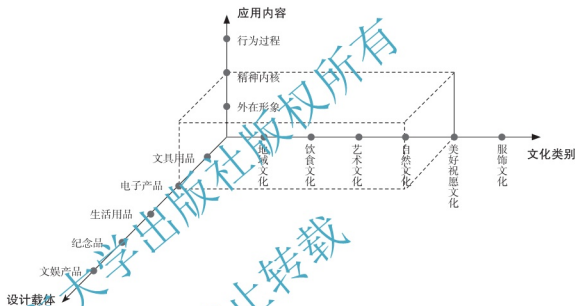 应用内容
行为过程
精神内核
外在形象
地域文化
饮食文化
艺术文化
自然文化
美好祝愿文化
服饰文化
文化类别
文具用品
电子产品
生活用品
纪念品
文娱产品
设计载体
大学出版社版权所有
止转载